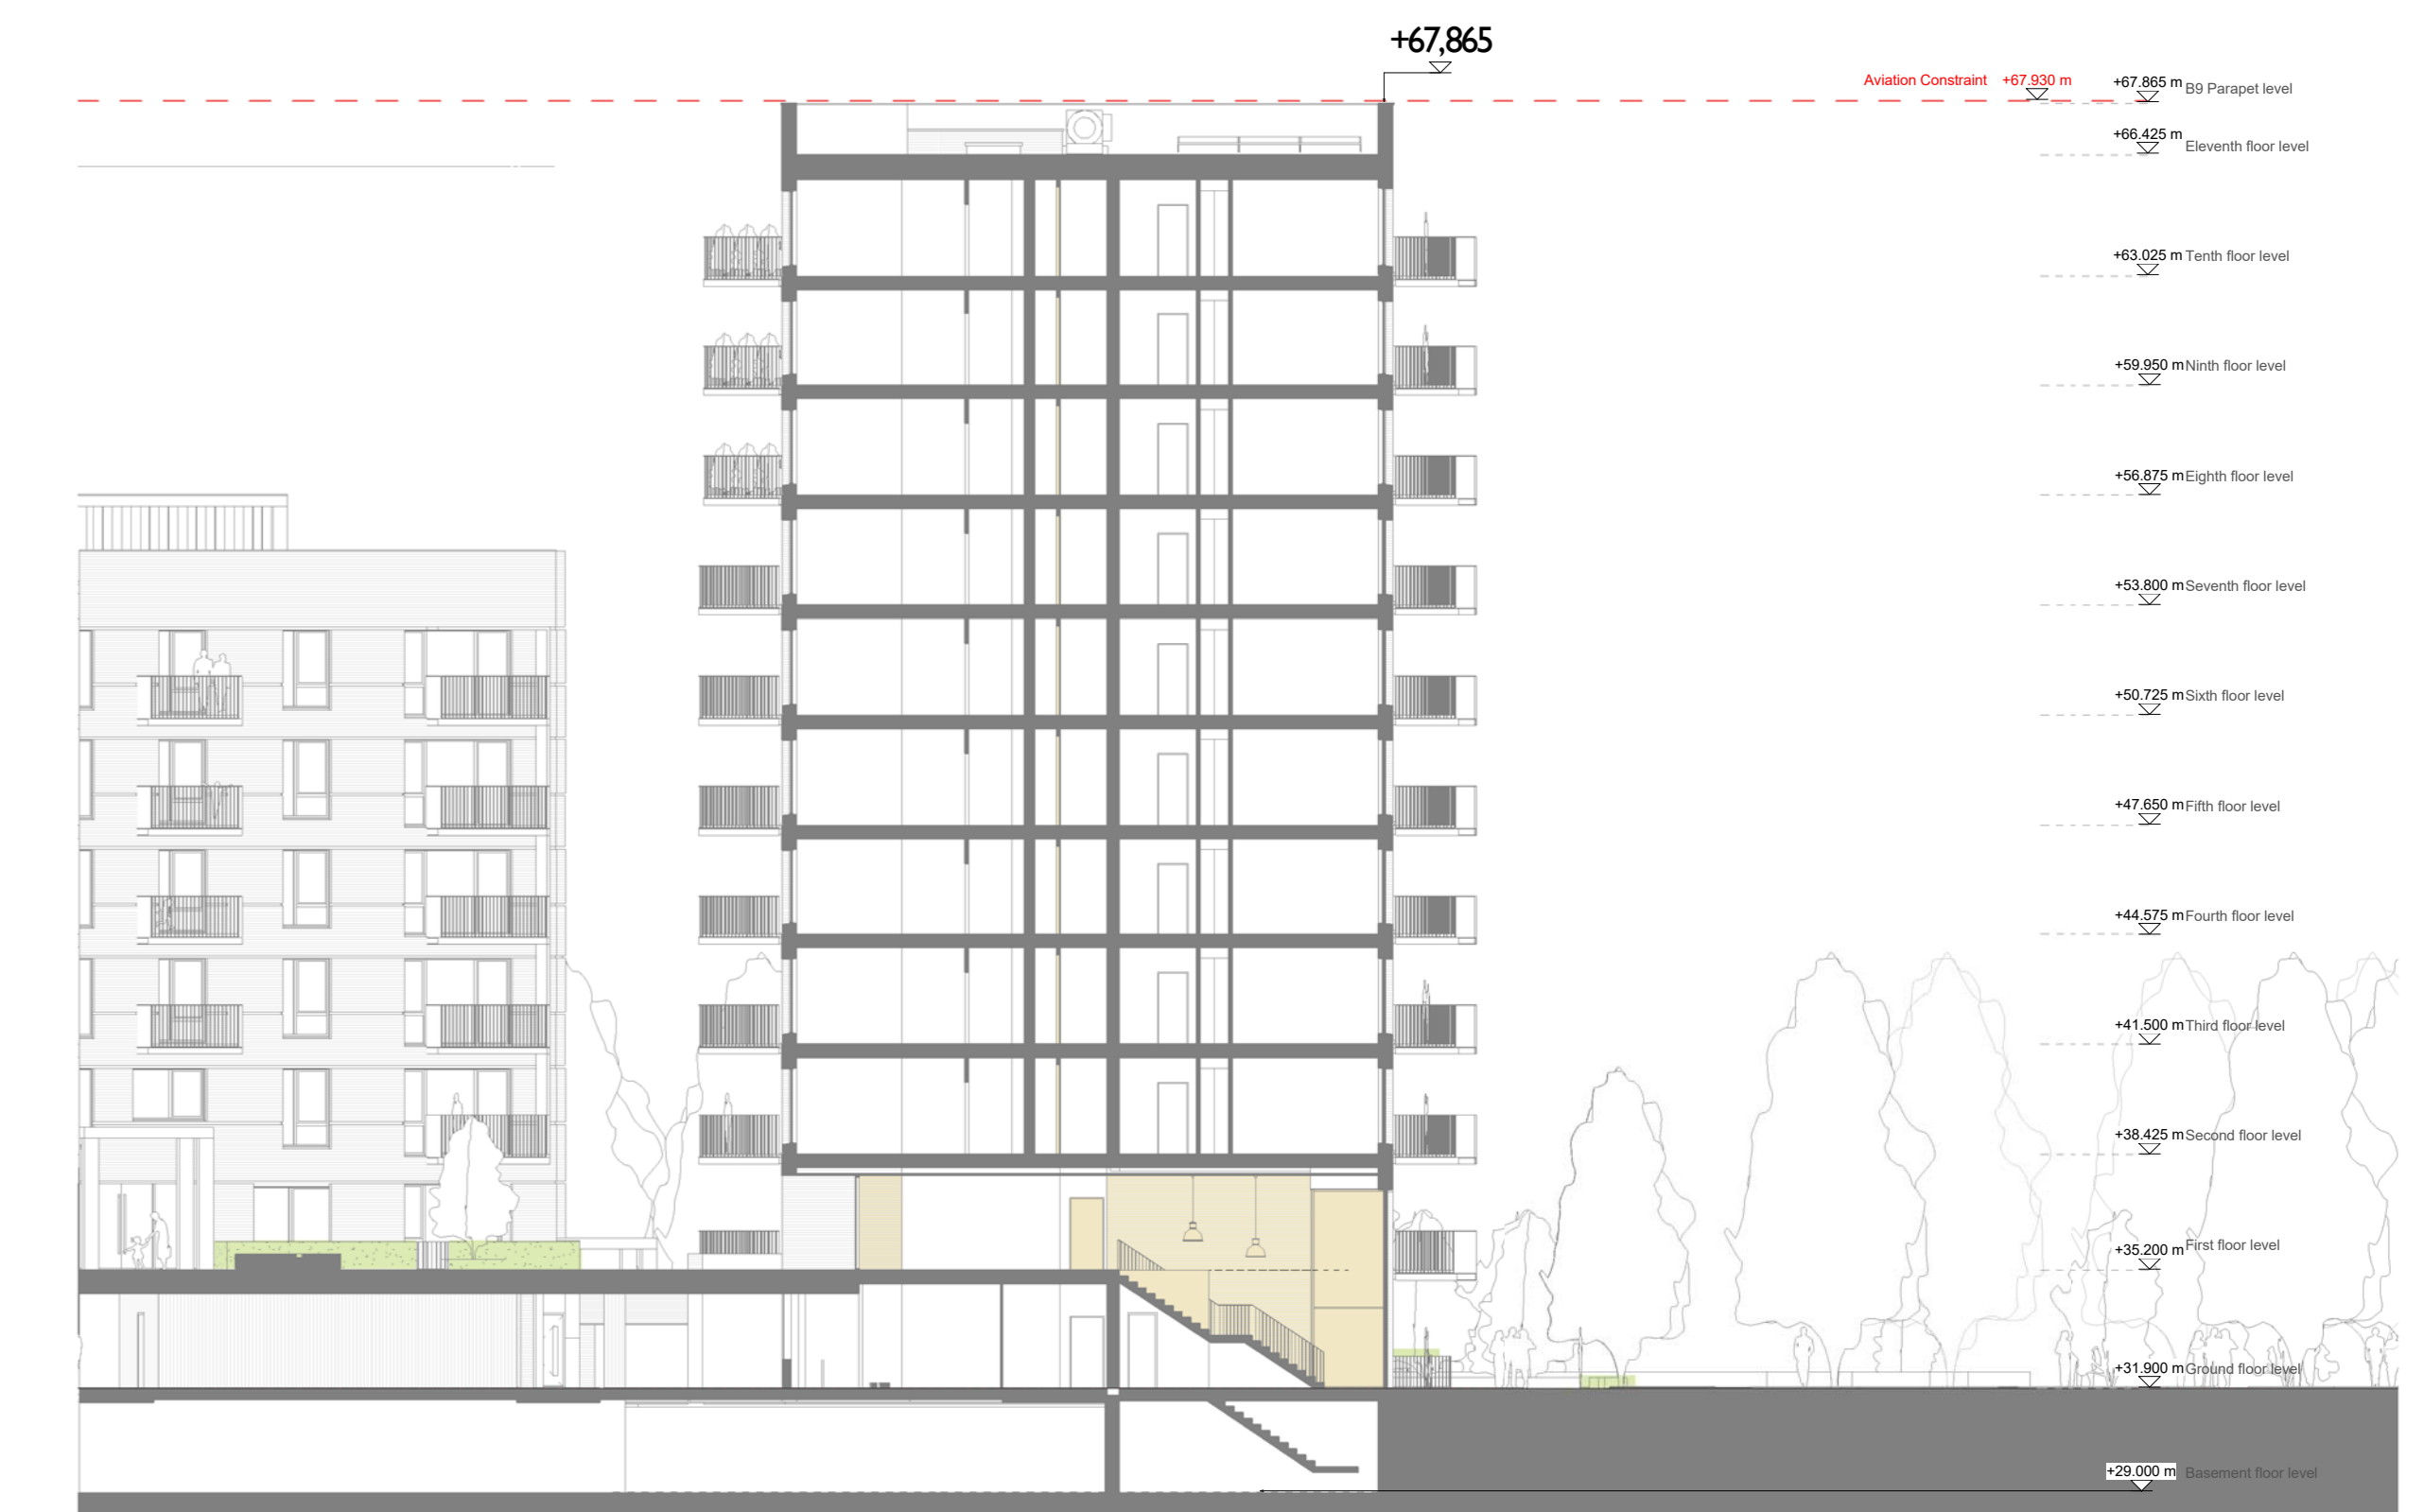 +67,865
Aviation Constraint +67.930 m
+67.865 m B9 Parapet level
+66.425 m Eleventh floor level
+63.025 m Tenth floor level
+59.950 m Ninth floor level
+56.875 m Eighth floor level
+53.800 m Seventh floor level
+50.725 m Sixth floor level
+47.650 m Fifth floor level
+44.575 m Fourth floor level
+41.500 m Third floor level
+38.425 m Second floor level
+35.200 m First floor level
+31.900 m Ground floor level
+29.000 m Basement floor level